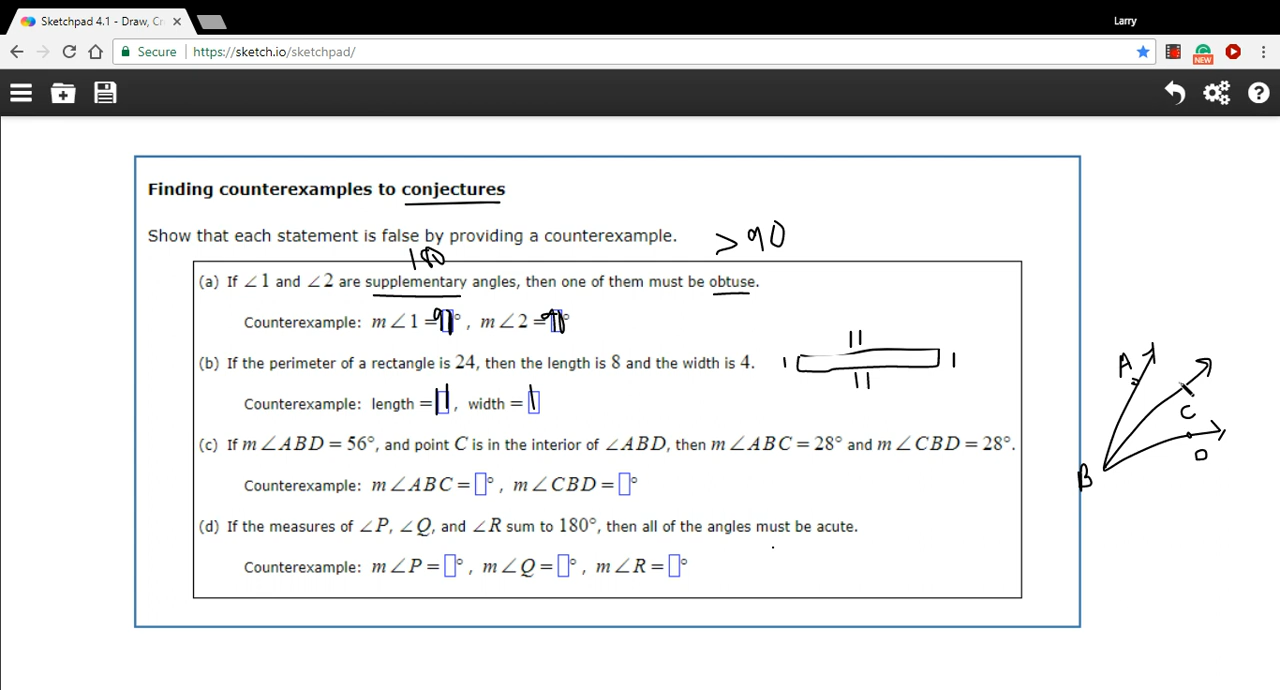 Larry
Sketchpad 4.1 - Draw, Cr
Secure https://sketch.io/sketchpad/
NEW
Finding counterexamples to conjectures
Show that each statement is false by providing a counterexample.
> 90
180
(a) If ∠1 and ∠2 are supplementary angles, then one of them must be obtuse.
Counterexample: m∠1 = 90°, m∠2 = 90°
11
(b) If the perimeter of a rectangle is 24, then the length is 8 and the width is 4.
1 1
11
Counterexample: length = 11, width = 1
A
C
(c) If m∠ABD = 56°, and point C is in the interior of ∠ABD, then m∠ABC = 28° and m∠CBD = 28°.
D
B
Counterexample: m∠ABC = °, m∠CBD = °
(d) If the measures of ∠P, ∠Q, and ∠R sum to 180°, then all of the angles must be acute.
Counterexample: m∠P = °, m∠Q = °, m∠R = °